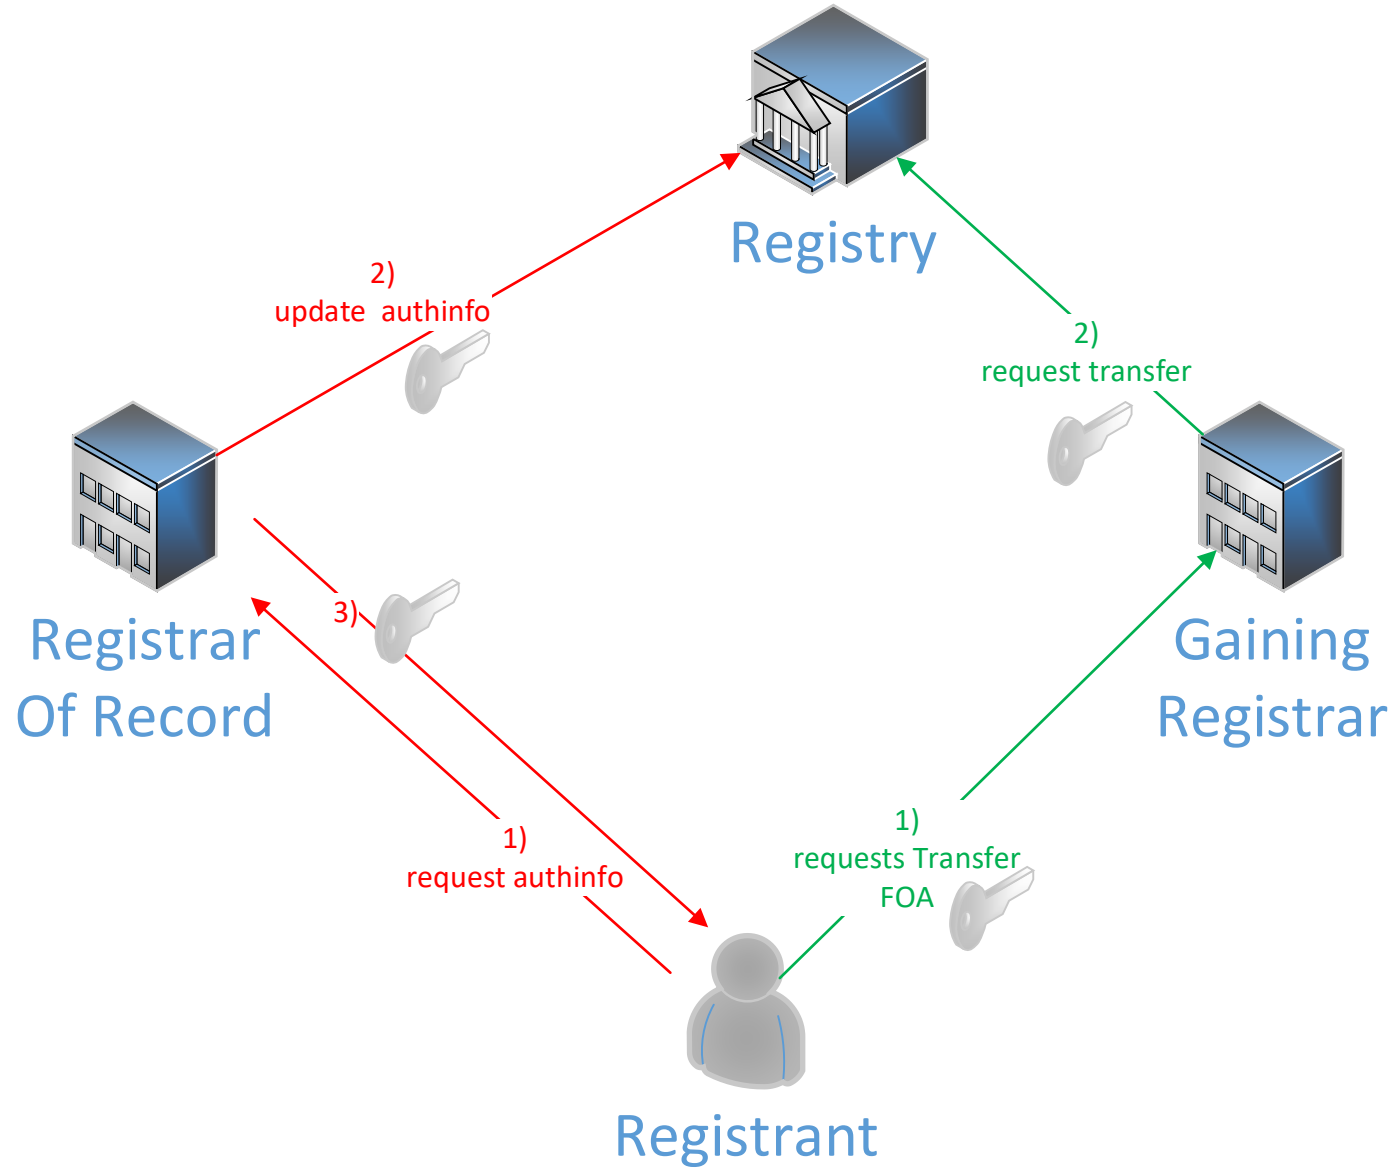 Registry
2)
update  authinfo
2)
request transfer
3)
Registrar
Of Record
Gaining
Registrar
1)
request authinfo
1)
requests Transfer
FOA
Registrant